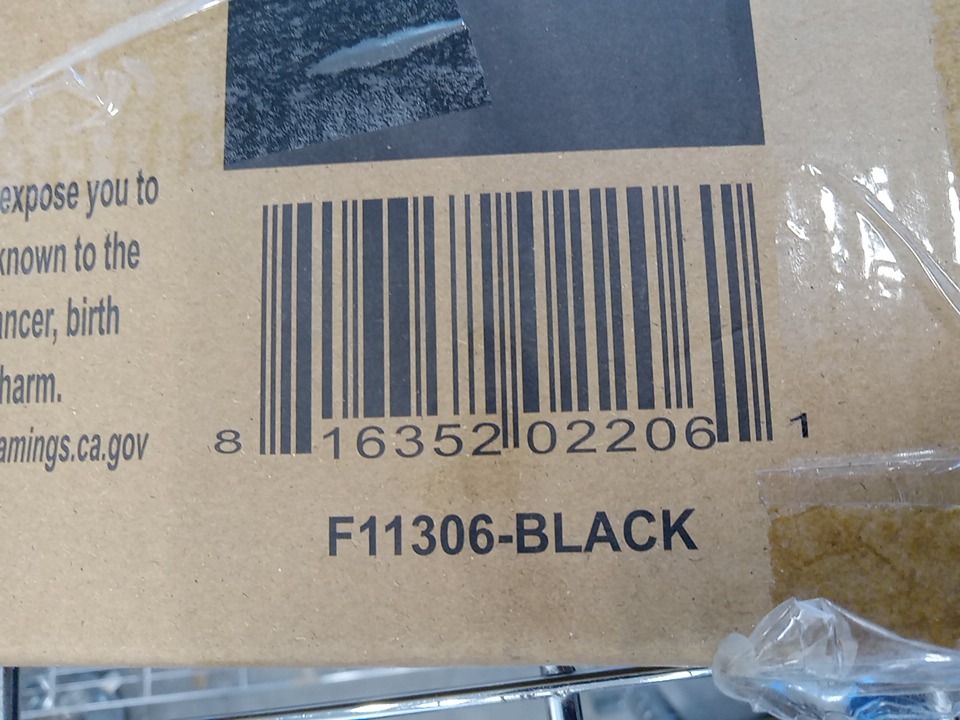 expose you to
known to the
ancer, birth
harm.
amings.ca.gov
8 16352 02206 1
F11306-BLACK